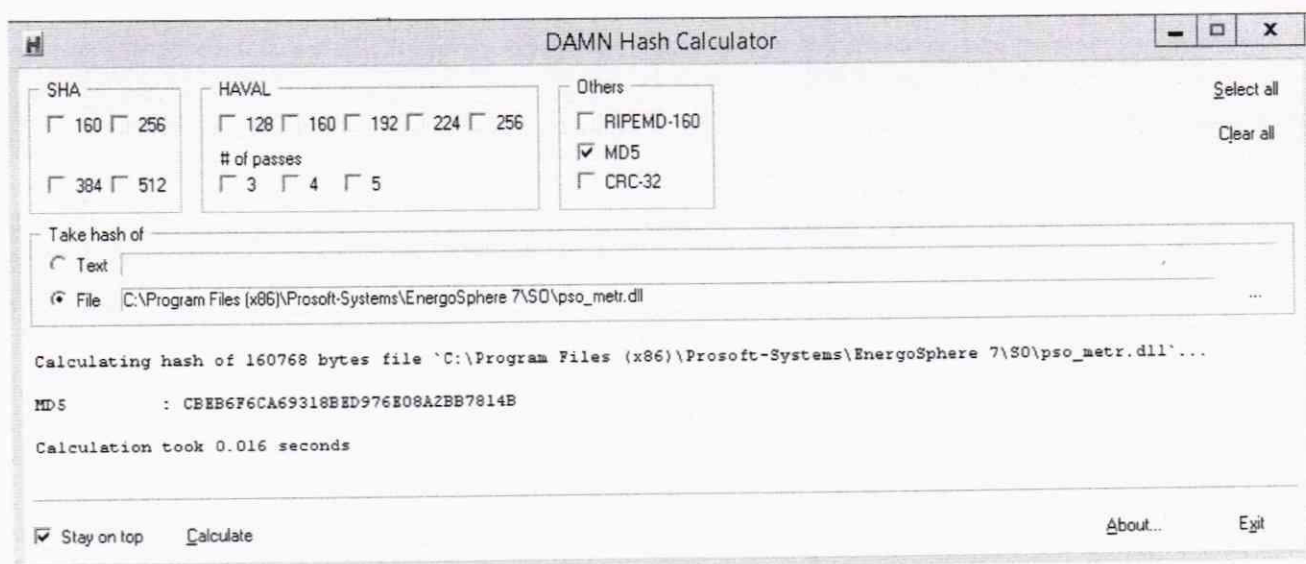 DAMN Hash Calculator
SHA
160 256
384 512
HAVAL
128 160 192 224 256
# of passes
3 4 5
Others
RIPEMD-160
MD5
CRC-32
Select all
Clear all
Take hash of
Text
File C:\Program Files (x86)\Prosoft-Systems\EnergoSphere 7\SO\pso_metr.dll ...
Calculating hash of 160768 bytes file `C:\Program Files (x86)\Prosoft-Systems\EnergoSphere 7\SO\pso_metr.dll`...
MD5 : CBEB6F6CA69318BED976E08A2BB7814B
Calculation took 0.016 seconds
Stay on top Calculate About... Exit